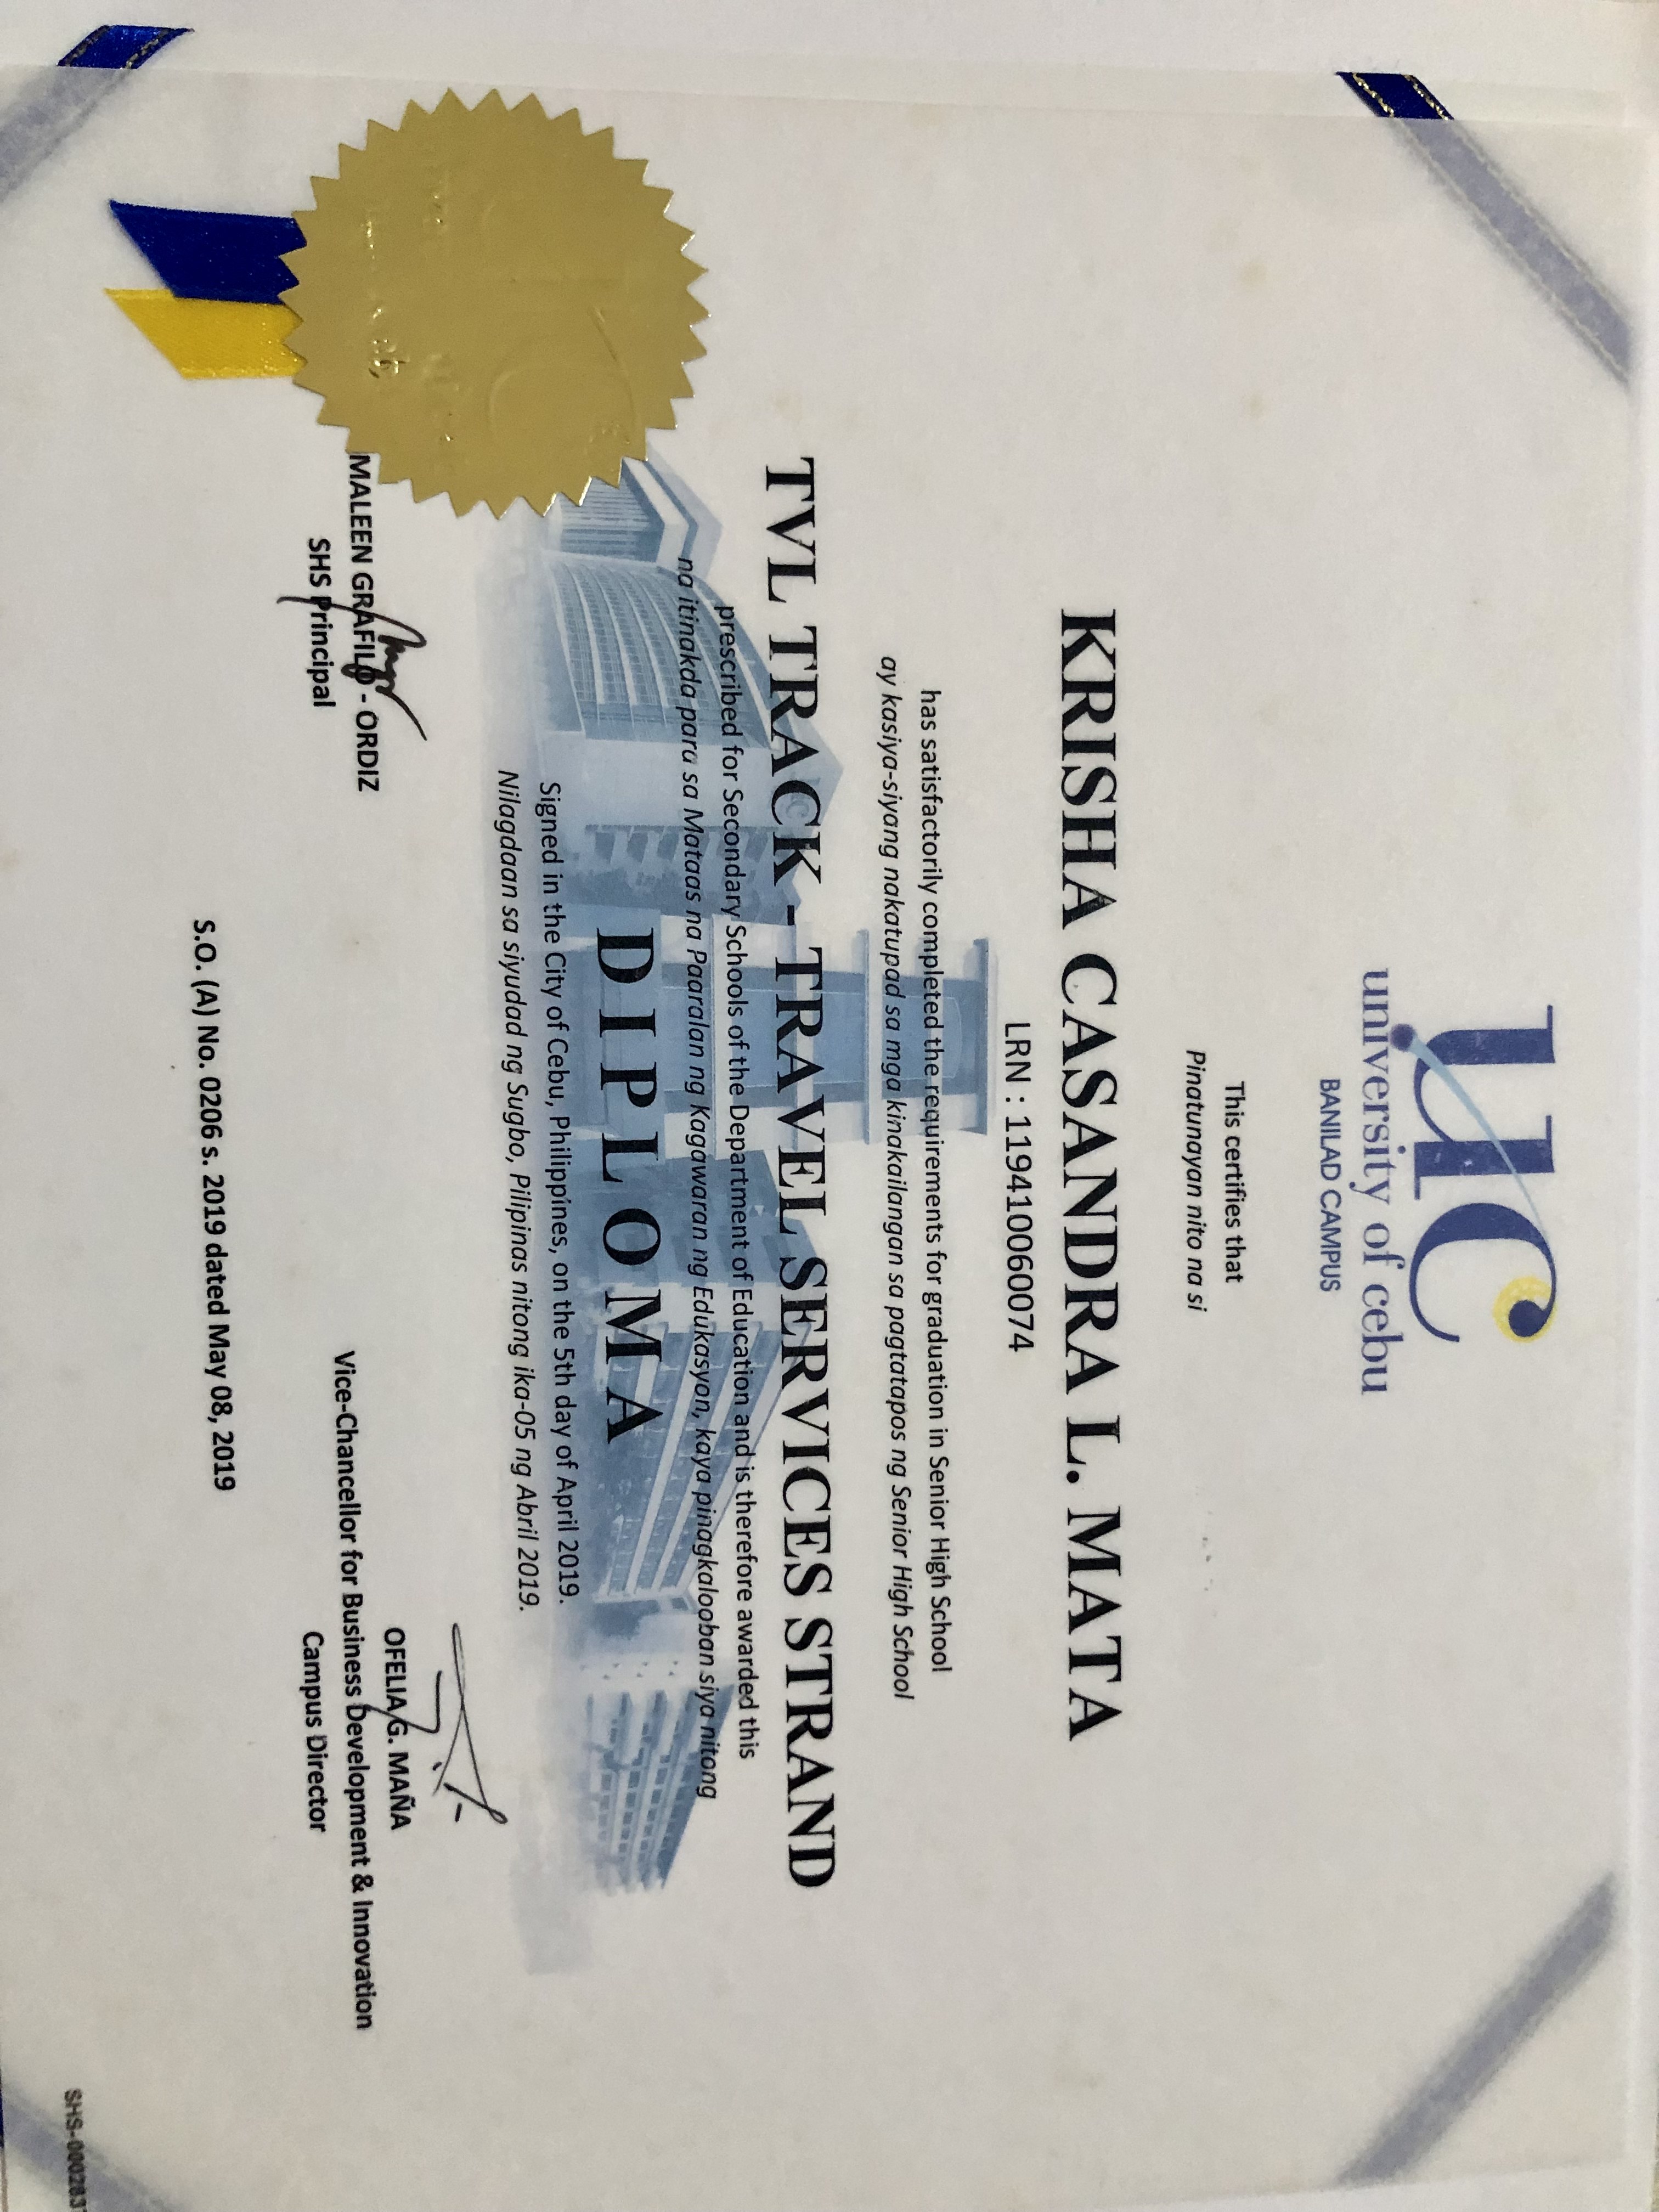 UC
university of cebu
BANILAD CAMPUS
This certifies that
Pinatunayan nito na si
KRISHA CASANDRA L. MATA
LRN : 119410060074
has satisfactorily completed the requirements for graduation in Senior High School
ay kasiya-siyang nakatupad sa mga kinakailangan sa pagtatapos ng Senior High School
TVL TRACK - TRAVEL SERVICES STRAND
prescribed for Secondary Schools of the Department of Education and is therefore awarded this
na itinakda para sa Mataas na Paaralan ng Kagawaran ng Edukasyon, kaya pinagkalooban siya nitong
DIPLOMA
Signed in the City of Cebu, Philippines, on the 5th day of April 2019.
Nilagdaan sa siyudad ng Sugbo, Pilipinas nitong ika-05 ng Abril 2019.
MALEEN GRAFILO - ORDIZ
SHS Principal
OFELIA G. MAÑA
Vice-Chancellor for Business Development & Innovation
Campus Director
S.O. (A) No. 0206 s. 2019 dated May 08, 2019